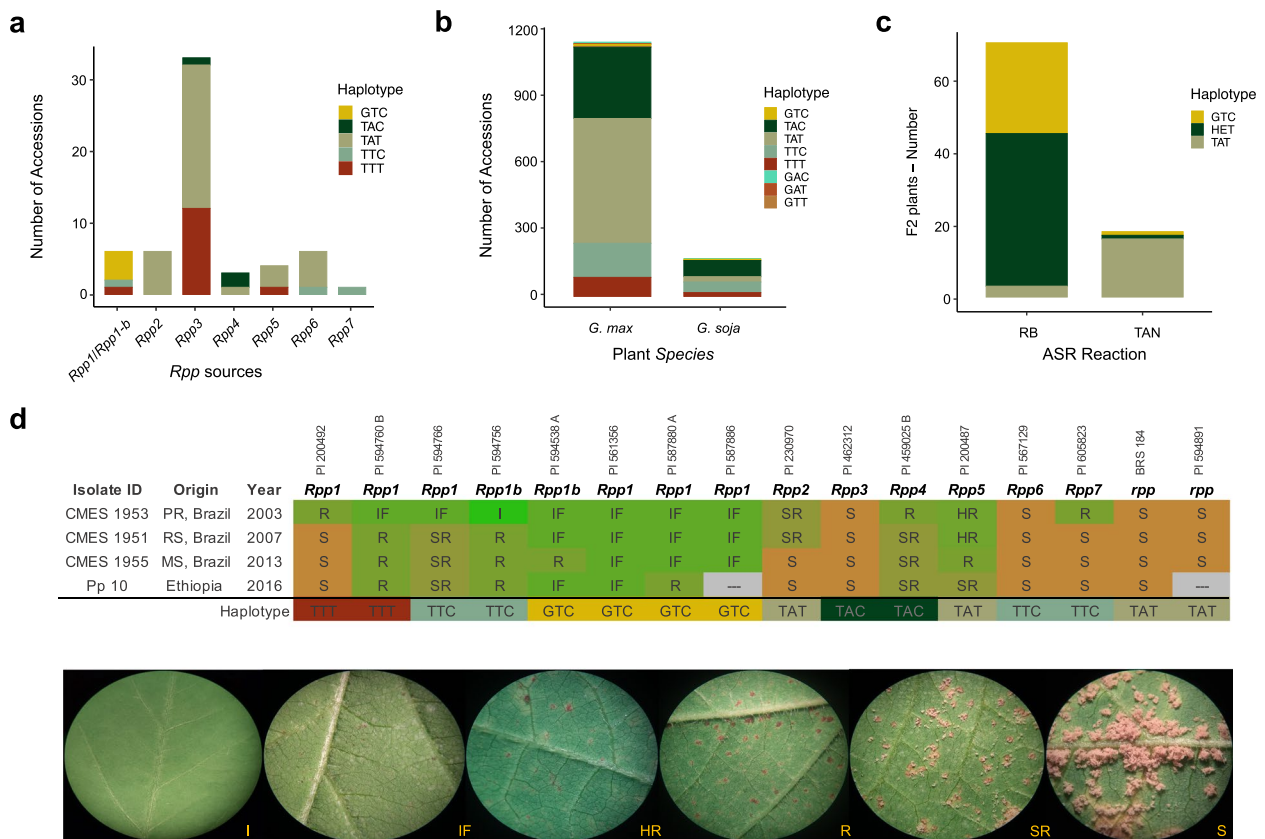 a
Number of Accessions
30
20
10
0
Rpp1/Rpp1-b
Rpp2
Rpp3
Rpp4
Rpp5
Rpp6
Rpp7
Rpp sources
Haplotype
GTC
TAC
TAT
TTC
TTT
b
Number of Accessions
1200
900
600
300
0
G. max
G. soja
Plant Species
Haplotype
GTC
TAC
TAT
TTC
TTT
GAC
GAT
GTT
c
F2 plants – Number
60
40
20
0
RB
TAN
ASR Reaction
Haplotype
GTC
HET
TAT
d
PI 200492 PI 594760 B PI 594766 PI 594756 PI 594538 A PI 561356 PI 587880 A PI 587886 PI 230970 PI 462312 PI 459025 B PI 200487 PI 567129 PI 605823 BRS 184 PI 594891
Isolate ID Origin Year Rpp1 Rpp1 Rpp1 Rpp1b Rpp1b Rpp1 Rpp1 Rpp1 Rpp2 Rpp3 Rpp4 Rpp5 Rpp6 Rpp7 rpp rpp
CMES 1953 PR, Brazil 2003 R IF IF I IF IF IF IF SR S R HR S R S S
CMES 1951 RS, Brazil 2007 S R SR R IF IF IF IF SR S SR HR S S S S
CMES 1955 MS, Brazil 2013 S R SR R R IF IF IF S S SR R S S S S
Pp 10 Ethiopia 2016 S R SR R IF IF R --- S S SR SR S S S ---
Haplotype TTT TTT TTC TTC GTC GTC GTC GTC TAT TAC TAC TAT TTC TTC TAT TAT
I IF HR R SR S